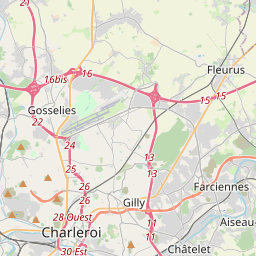 21
16bis
16
Fleurus
15
15
Gosselies
22
24
13
13
25
26
26
Farciennes
Gilly
28 Ouest
11
11
Aiseau-
Charleroi
30 Est
Châtelet